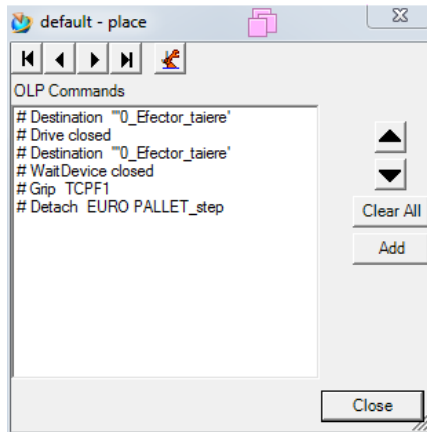 default - place
OLP Commands
# Destination "'0_Efector_taiere'
# Drive closed
# Destination "'0_Efector_taiere'
# WaitDevice closed
# Grip TCPF1
# Detach EURO PALLET_step
Clear All
Add
Close